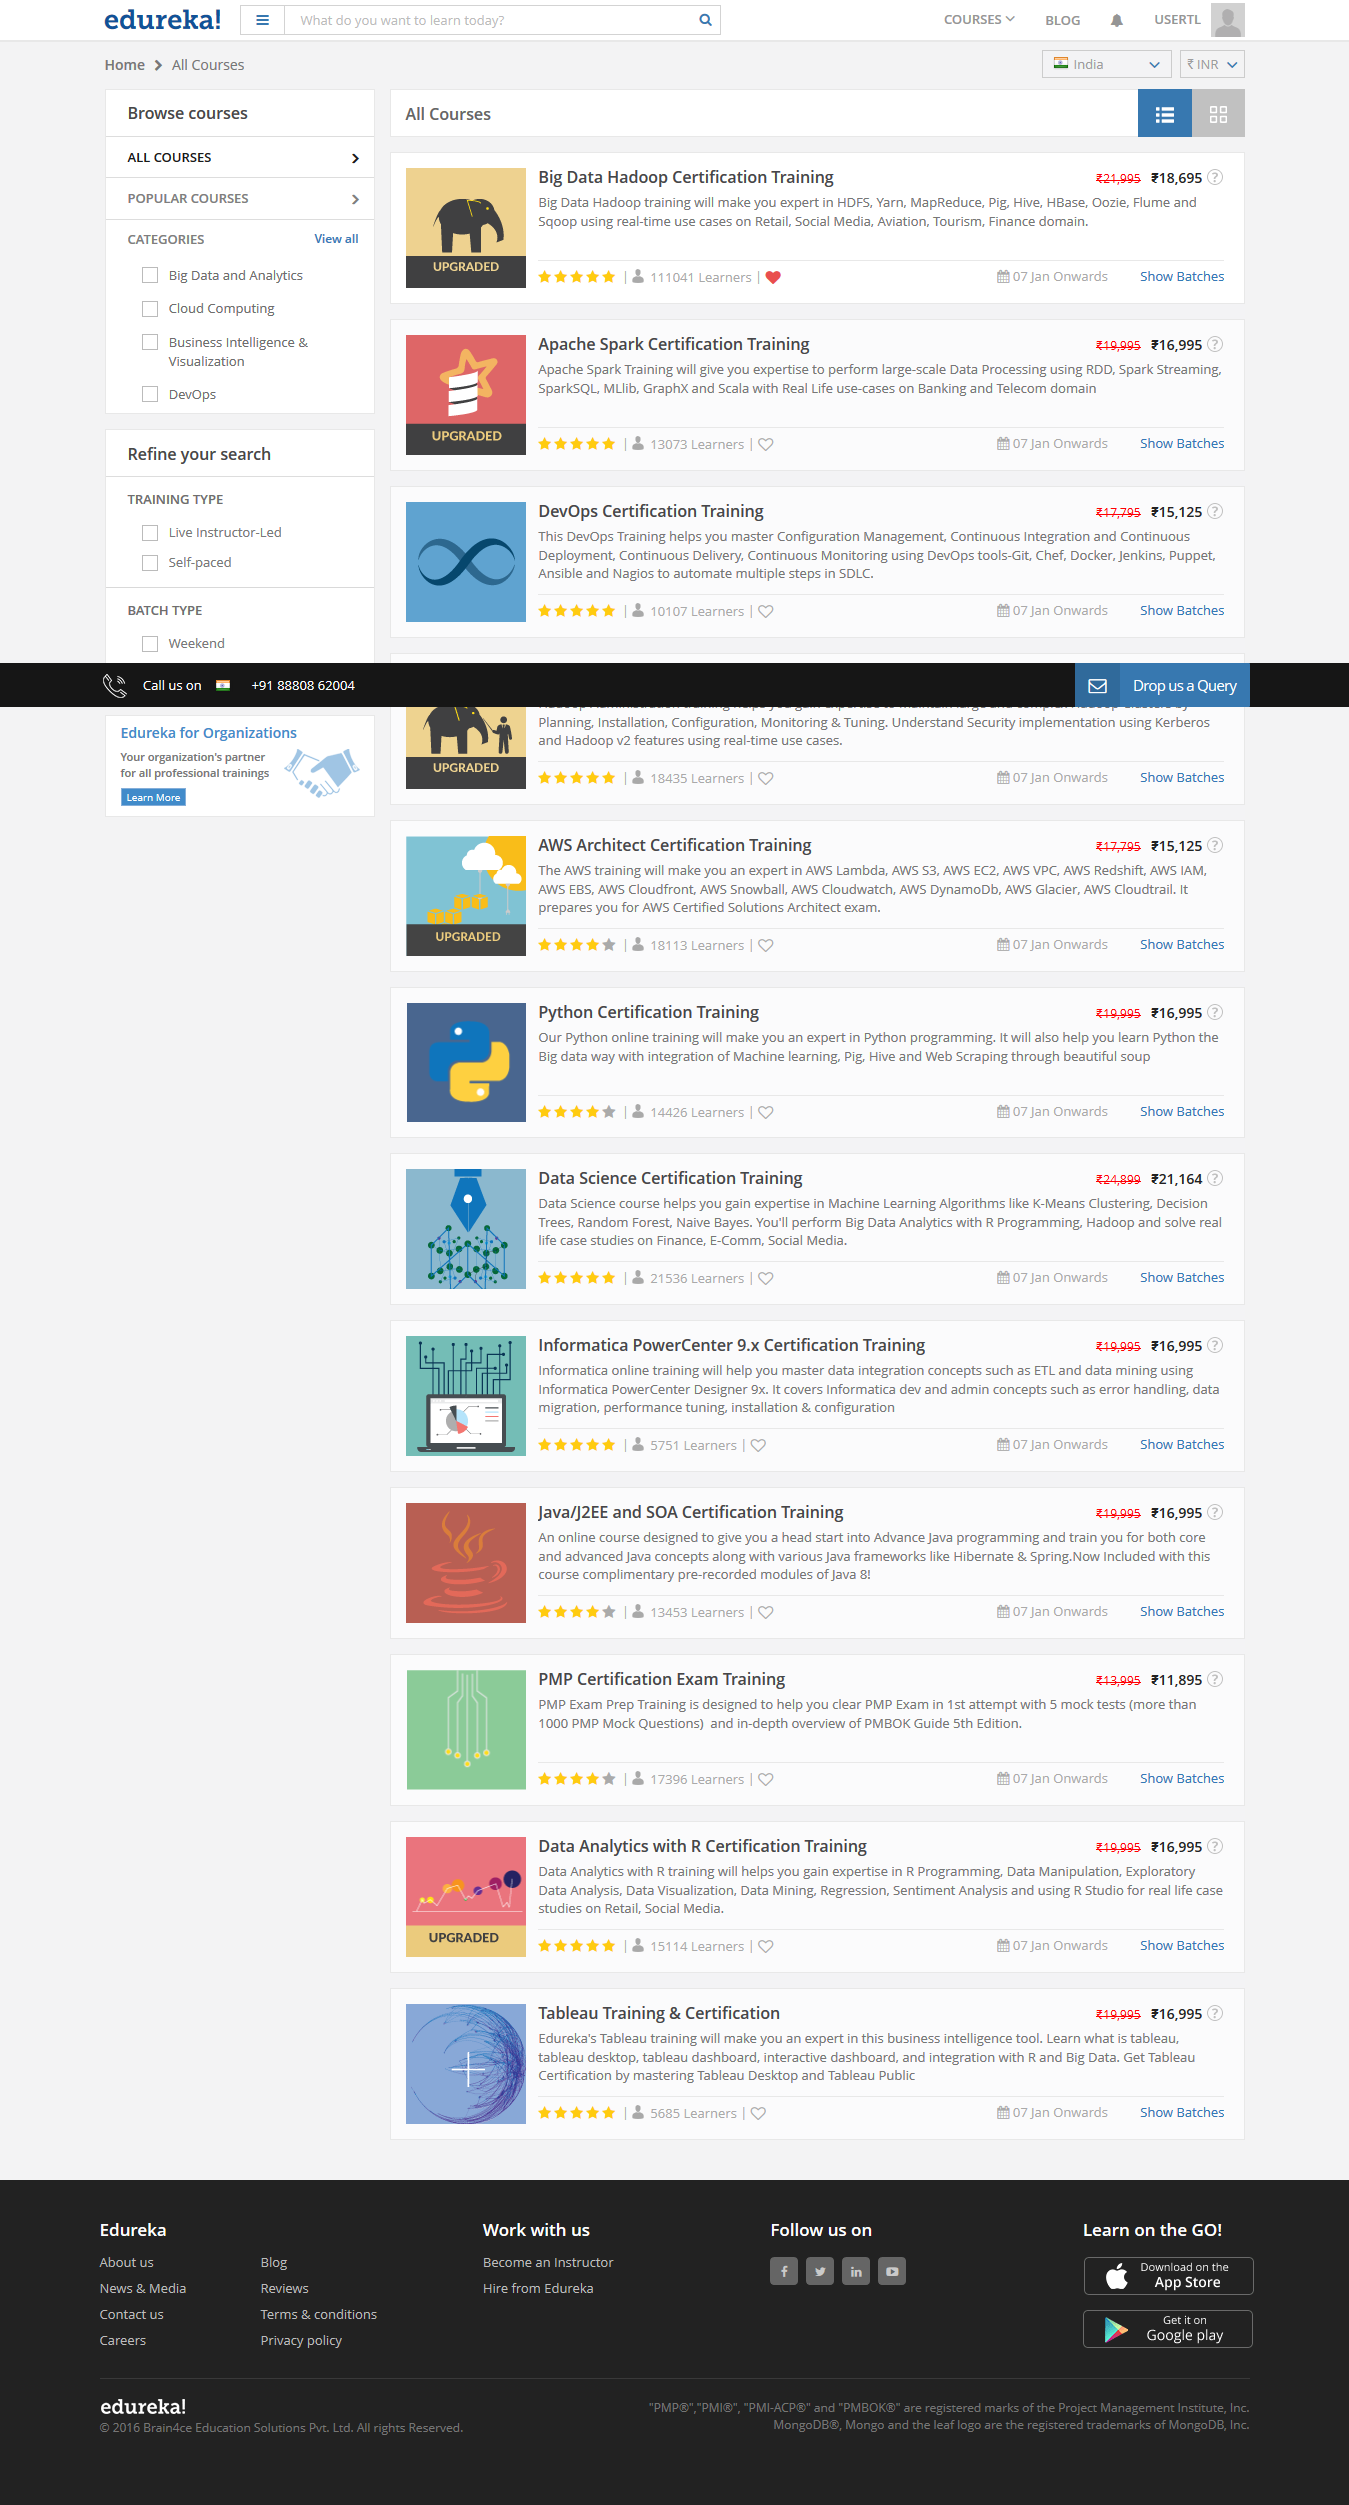 edureka!
What do you want to learn today?
COURSES
BLOG
USERTL
Home
All Courses
India
₹ INR
Browse courses
ALL COURSES
POPULAR COURSES
CATEGORIES
View all
Big Data and Analytics
Cloud Computing
Business Intelligence &
Visualization
DevOps
Refine your search
TRAINING TYPE
Live Instructor-Led
Self-paced
BATCH TYPE
Weekend
Call us on
+91 88808 62004
Drop us a Query
Edureka for Organizations
Your organization's partner
for all professional trainings
Learn More
All Courses
UPGRADED
Big Data Hadoop Certification Training
₹21,995 ₹18,695 ?
Big Data Hadoop training will make you expert in HDFS, Yarn, MapReduce, Pig, Hive, HBase, Oozie, Flume and
Sqoop using real-time use cases on Retail, Social Media, Aviation, Tourism, Finance domain.
| 111041 Learners |
07 Jan Onwards
Show Batches
UPGRADED
Apache Spark Certification Training
₹19,995 ₹16,995 ?
Apache Spark Training will give you expertise to perform large-scale Data Processing using RDD, Spark Streaming,
SparkSQL, MLlib, GraphX and Scala with Real Life use-cases on Banking and Telecom domain
| 13073 Learners |
07 Jan Onwards
Show Batches
DevOps Certification Training
₹17,795 ₹15,125 ?
This DevOps Training helps you master Configuration Management, Continuous Integration and Continuous
Deployment, Continuous Delivery, Continuous Monitoring using DevOps tools-Git, Chef, Docker, Jenkins, Puppet,
Ansible and Nagios to automate multiple steps in SDLC.
| 10107 Learners |
07 Jan Onwards
Show Batches
UPGRADED
Planning, Installation, Configuration, Monitoring & Tuning. Understand Security implementation using Kerberos
and Hadoop v2 features using real-time use cases.
| 18435 Learners |
07 Jan Onwards
Show Batches
UPGRADED
AWS Architect Certification Training
₹17,795 ₹15,125 ?
The AWS training will make you an expert in AWS Lambda, AWS S3, AWS EC2, AWS VPC, AWS Redshift, AWS IAM,
AWS EBS, AWS Cloudfront, AWS Snowball, AWS Cloudwatch, AWS DynamoDb, AWS Glacier, AWS Cloudtrail. It
prepares you for AWS Certified Solutions Architect exam.
| 18113 Learners |
07 Jan Onwards
Show Batches
Python Certification Training
₹19,995 ₹16,995 ?
Our Python online training will make you an expert in Python programming. It will also help you learn Python the
Big data way with integration of Machine learning, Pig, Hive and Web Scraping through beautiful soup
| 14426 Learners |
07 Jan Onwards
Show Batches
Data Science Certification Training
₹24,899 ₹21,164 ?
Data Science course helps you gain expertise in Machine Learning Algorithms like K-Means Clustering, Decision
Trees, Random Forest, Naive Bayes. You'll perform Big Data Analytics with R Programming, Hadoop and solve real
life case studies on Finance, E-Comm, Social Media.
| 21536 Learners |
07 Jan Onwards
Show Batches
Informatica PowerCenter 9.x Certification Training
₹19,995 ₹16,995 ?
Informatica online training will help you master data integration concepts such as ETL and data mining using
Informatica PowerCenter Designer 9x. It covers Informatica dev and admin concepts such as error handling, data
migration, performance tuning, installation & configuration
| 5751 Learners |
07 Jan Onwards
Show Batches
Java/J2EE and SOA Certification Training
₹19,995 ₹16,995 ?
An online course designed to give you a head start into Advance Java programming and train you for both core
and advanced Java concepts along with various Java frameworks like Hibernate & Spring.Now Included with this
course complimentary pre-recorded modules of Java 8!
| 13453 Learners |
07 Jan Onwards
Show Batches
PMP Certification Exam Training
₹13,995 ₹11,895 ?
PMP Exam Prep Training is designed to help you clear PMP Exam in 1st attempt with 5 mock tests (more than
1000 PMP Mock Questions) and in-depth overview of PMBOK Guide 5th Edition.
| 17396 Learners |
07 Jan Onwards
Show Batches
UPGRADED
Data Analytics with R Certification Training
₹19,995 ₹16,995 ?
Data Analytics with R training will helps you gain expertise in R Programming, Data Manipulation, Exploratory
Data Analysis, Data Visualization, Data Mining, Regression, Sentiment Analysis and using R Studio for real life case
studies on Retail, Social Media.
| 15114 Learners |
07 Jan Onwards
Show Batches
Tableau Training & Certification
₹19,995 ₹16,995 ?
Edureka's Tableau training will make you an expert in this business intelligence tool. Learn what is tableau,
tableau desktop, tableau dashboard, interactive dashboard, and integration with R and Big Data. Get Tableau
Certification by mastering Tableau Desktop and Tableau Public
| 5685 Learners |
07 Jan Onwards
Show Batches
Edureka
About us
News & Media
Contact us
Careers
Blog
Reviews
Terms & conditions
Privacy policy
Work with us
Become an Instructor
Hire from Edureka
Follow us on
Learn on the GO!
Download on the
App Store
Get it on
Google play
edureka!
© 2016 Brain4ce Education Solutions Pvt. Ltd. All rights Reserved.
"PMP®","PMI®", "PMI-ACP®" and "PMBOK®" are registered marks of the Project Management Institute, Inc.
MongoDB®, Mongo and the leaf logo are the registered trademarks of MongoDB, Inc.